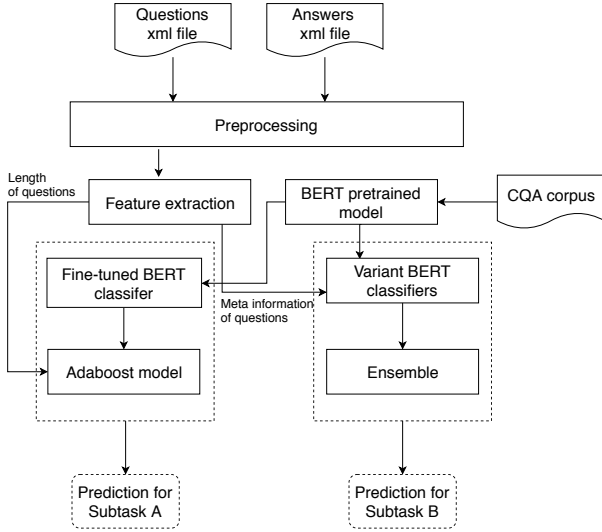 Questions
xml file
Answers
xml file
Preprocessing
Length
of questions
Feature extraction
BERT pretrained
model
CQA corpus
Fine-tuned BERT
classifer
Meta information
of questions
Variant BERT
classifiers
Adaboost model
Ensemble
Prediction for
Subtask A
Prediction for
Subtask B